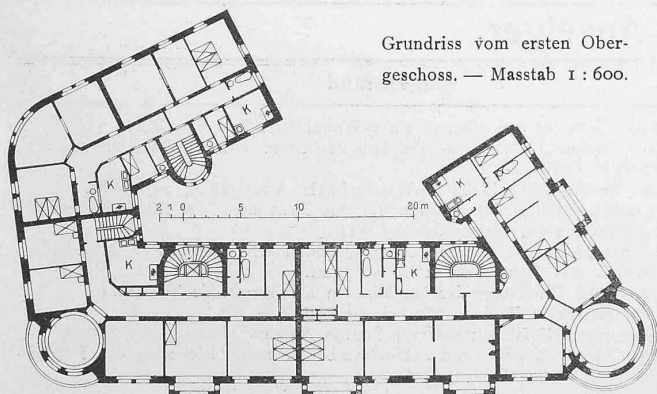 Grundriss vom ersten Ober-
geschoss. — Masstab 1 : 600.
K
K
K
2 1 0 5 10 20 m
K
K
K